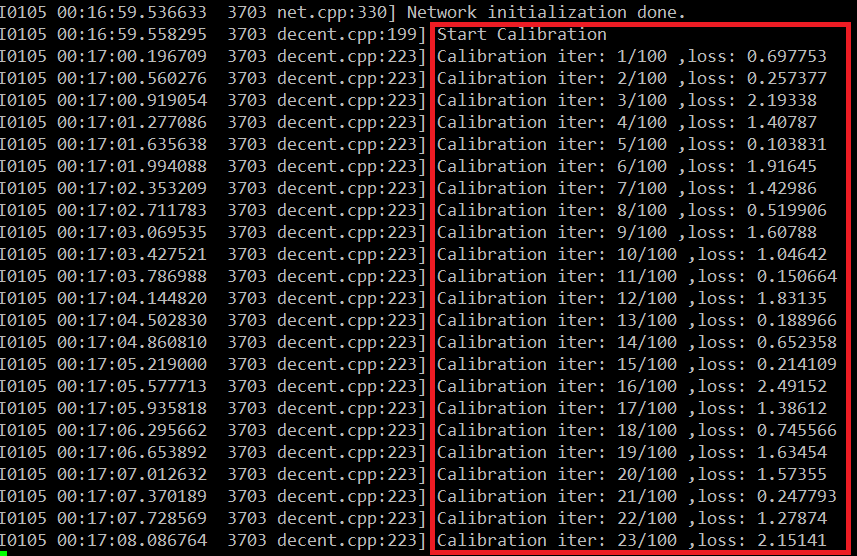 I0105 00:16:59.536633  3703 net.cpp:330] Network initialization done.
I0105 00:16:59.558295  3703 decent.cpp:199] Start Calibration
I0105 00:17:00.196709  3703 decent.cpp:223] Calibration iter: 1/100 ,loss: 0.697753
I0105 00:17:00.560276  3703 decent.cpp:223] Calibration iter: 2/100 ,loss: 0.257377
I0105 00:17:00.919054  3703 decent.cpp:223] Calibration iter: 3/100 ,loss: 2.19338
I0105 00:17:01.277086  3703 decent.cpp:223] Calibration iter: 4/100 ,loss: 1.40787
I0105 00:17:01.635638  3703 decent.cpp:223] Calibration iter: 5/100 ,loss: 0.103831
I0105 00:17:01.994088  3703 decent.cpp:223] Calibration iter: 6/100 ,loss: 1.91645
I0105 00:17:02.353209  3703 decent.cpp:223] Calibration iter: 7/100 ,loss: 1.42986
I0105 00:17:02.711783  3703 decent.cpp:223] Calibration iter: 8/100 ,loss: 0.519906
I0105 00:17:03.069535  3703 decent.cpp:223] Calibration iter: 9/100 ,loss: 1.60788
I0105 00:17:03.427521  3703 decent.cpp:223] Calibration iter: 10/100 ,loss: 1.04642
I0105 00:17:03.786988  3703 decent.cpp:223] Calibration iter: 11/100 ,loss: 0.150664
I0105 00:17:04.144820  3703 decent.cpp:223] Calibration iter: 12/100 ,loss: 1.83135
I0105 00:17:04.502830  3703 decent.cpp:223] Calibration iter: 13/100 ,loss: 0.188966
I0105 00:17:04.860810  3703 decent.cpp:223] Calibration iter: 14/100 ,loss: 0.652358
I0105 00:17:05.219000  3703 decent.cpp:223] Calibration iter: 15/100 ,loss: 0.214109
I0105 00:17:05.577713  3703 decent.cpp:223] Calibration iter: 16/100 ,loss: 2.49152
I0105 00:17:05.935818  3703 decent.cpp:223] Calibration iter: 17/100 ,loss: 1.38612
I0105 00:17:06.295662  3703 decent.cpp:223] Calibration iter: 18/100 ,loss: 0.745566
I0105 00:17:06.653892  3703 decent.cpp:223] Calibration iter: 19/100 ,loss: 1.63454
I0105 00:17:07.012632  3703 decent.cpp:223] Calibration iter: 20/100 ,loss: 1.57355
I0105 00:17:07.370189  3703 decent.cpp:223] Calibration iter: 21/100 ,loss: 0.247793
I0105 00:17:07.728569  3703 decent.cpp:223] Calibration iter: 22/100 ,loss: 1.27874
I0105 00:17:08.086764  3703 decent.cpp:223] Calibration iter: 23/100 ,loss: 2.15141